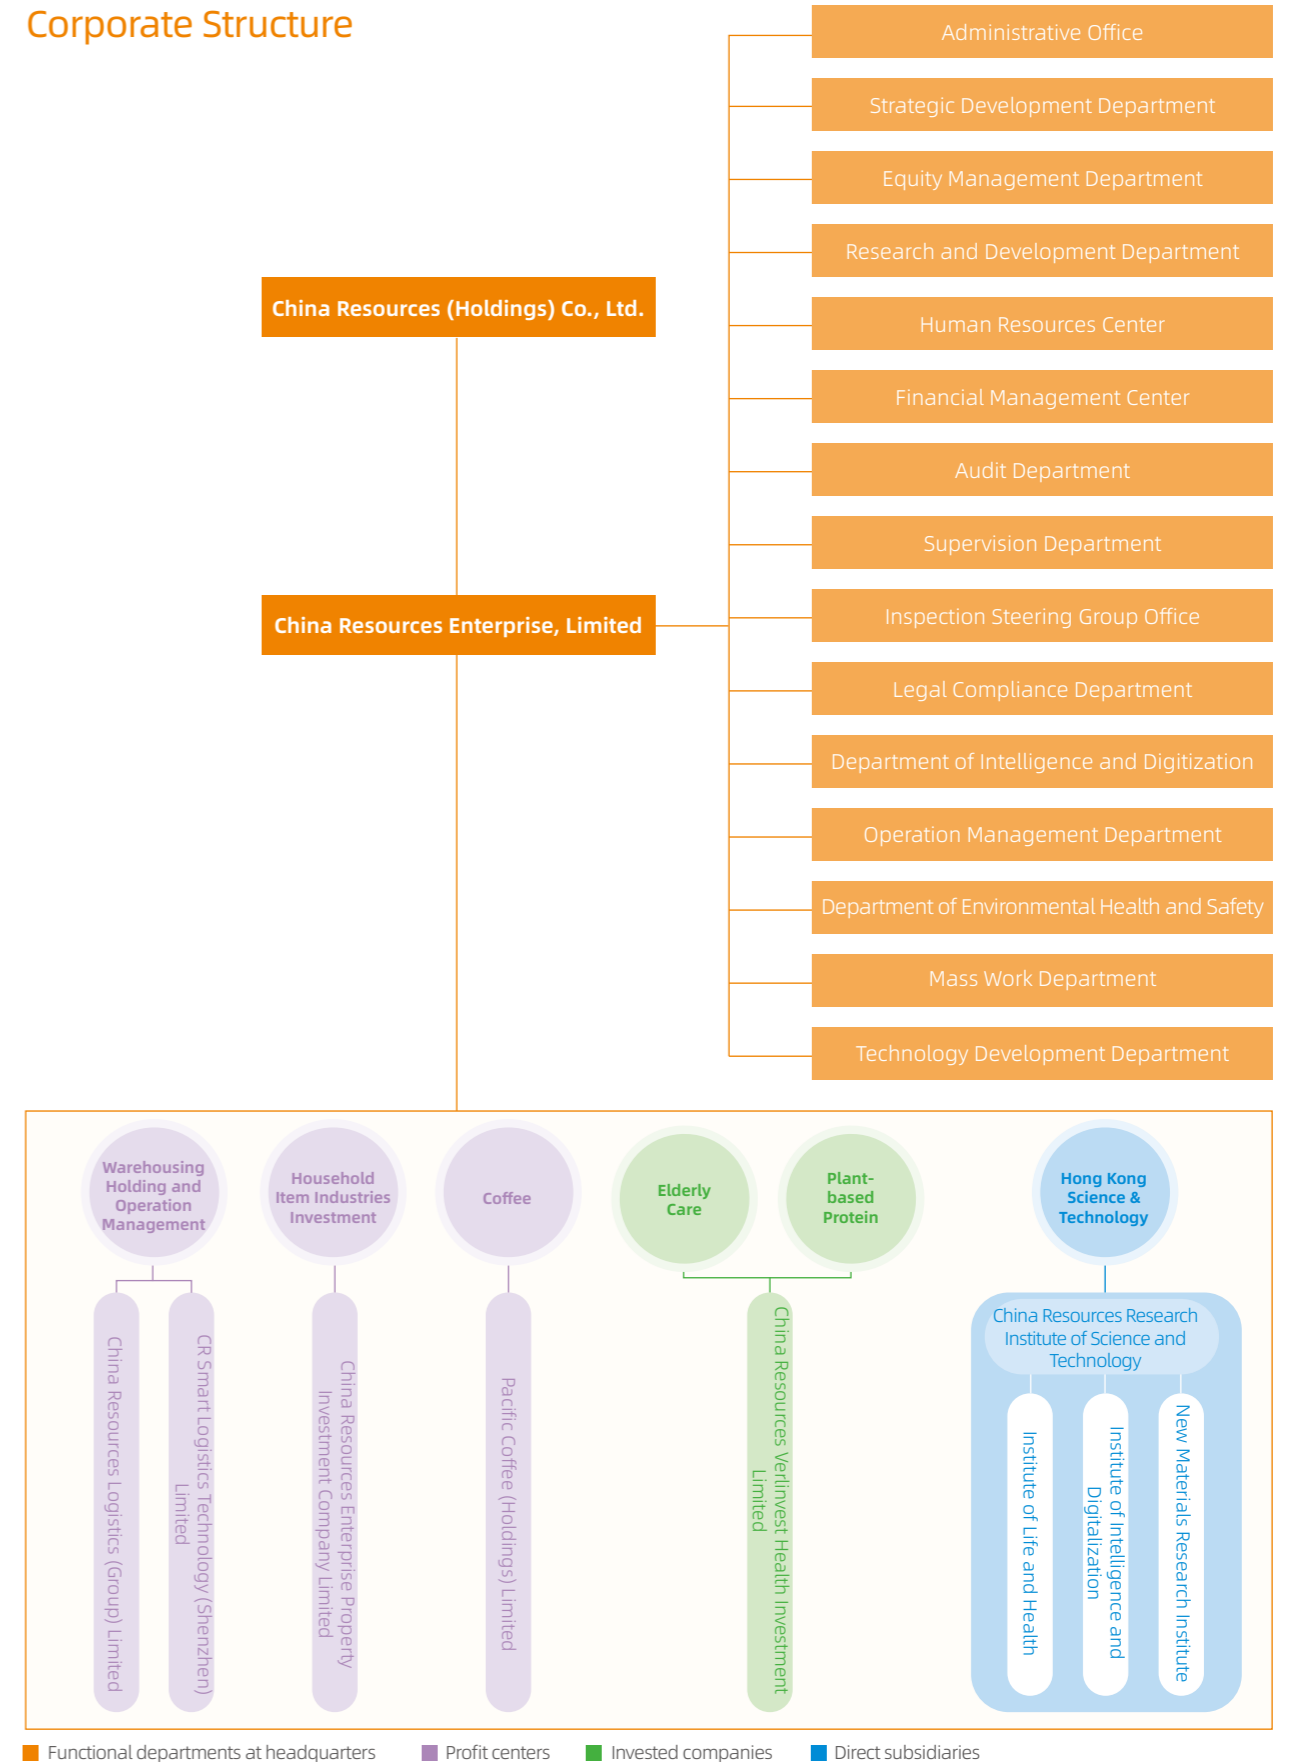 Corporate Structure
Administrative Office
Strategic Development Department
Equity Management Department
Research and Development Department
Human Resources Center
Financial Management Center
Audit Department
Supervision Department
Inspection Steering Group Office
Legal Compliance Department
Department of Intelligence and Digitization
Operation Management Department
Department of Environmental Health and Safety
Mass Work Department
Technology Development Department
China Resources (Holdings) Co., Ltd.
China Resources Enterprise, Limited
Warehousing
Holding and
Operation
Management
China Resources Logistics (Group) Limited
CR Smart Logistics Technology (Shenzhen)
Limited
Household
Item Industries
Investment
China Resources Enterprise Property
Investment Company Limited
Coffee
Pacific Coffee (Holdings) Limited
Elderly
Care
Plant-
based
Protein
China Resources Verlinvest Health Investment
Limited
Hong Kong
Science &
Technology
China Resources Research
Institute of Science and
Technology
Institute of Life and Health
Institute of Intelligence and
Digitalization
New Materials Research Institute
Functional departments at headquarters
Profit centers
Invested companies
Direct subsidiaries